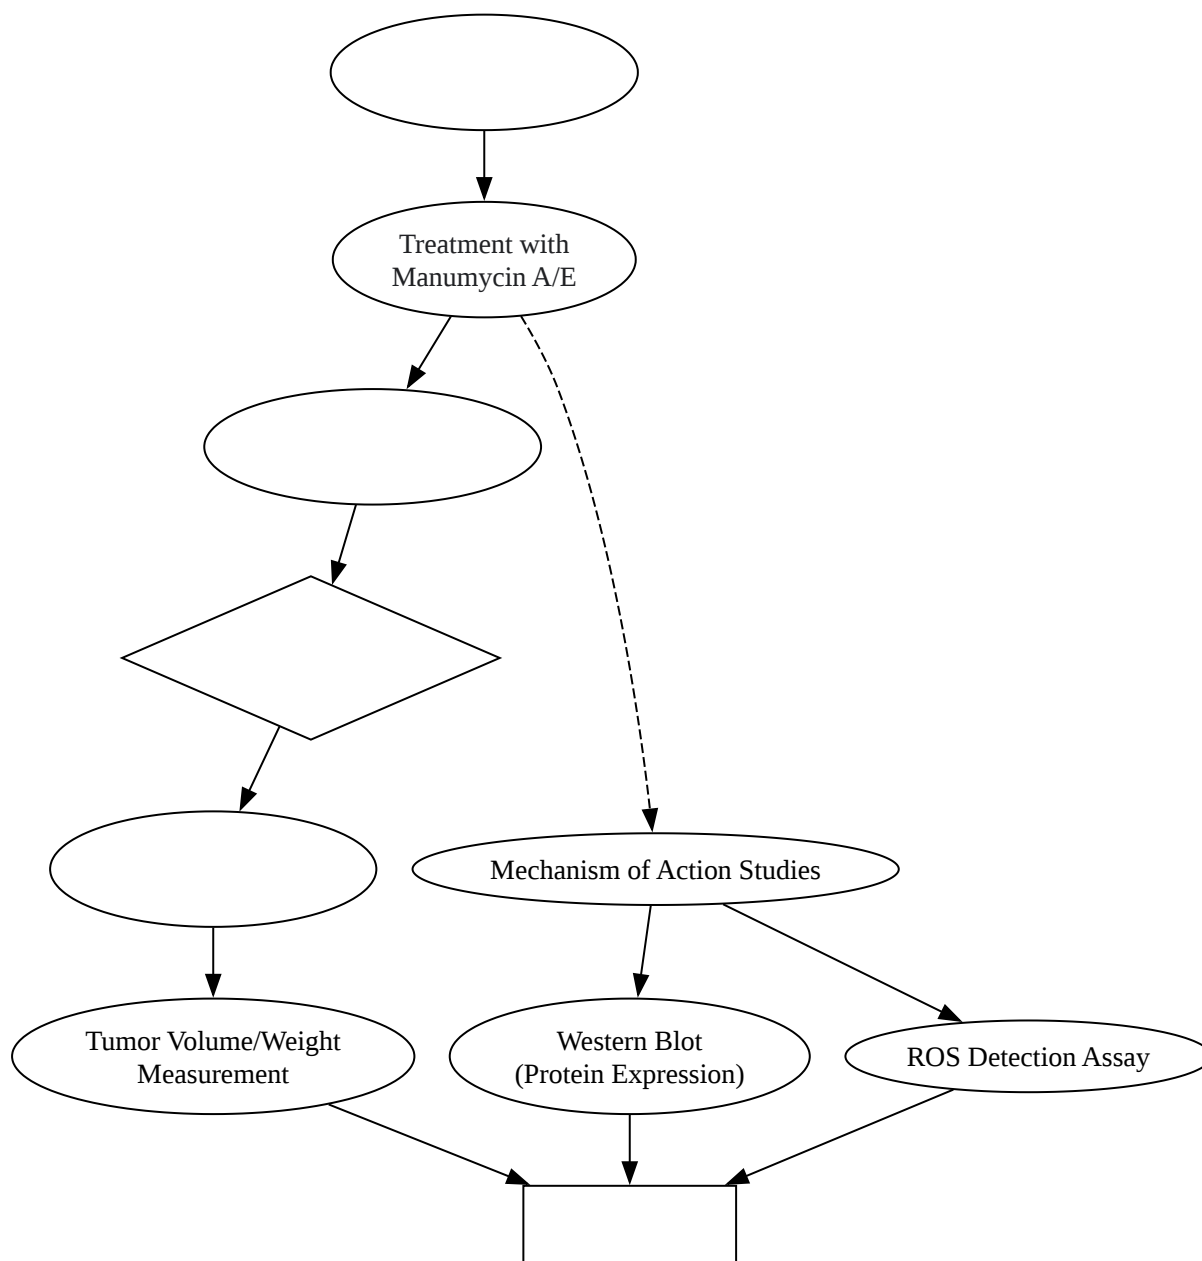 Treatment with
Manumycin A/E
Mechanism of Action Studies
Tumor Volume/Weight
Measurement
Western Blot
(Protein Expression)
ROS Detection Assay